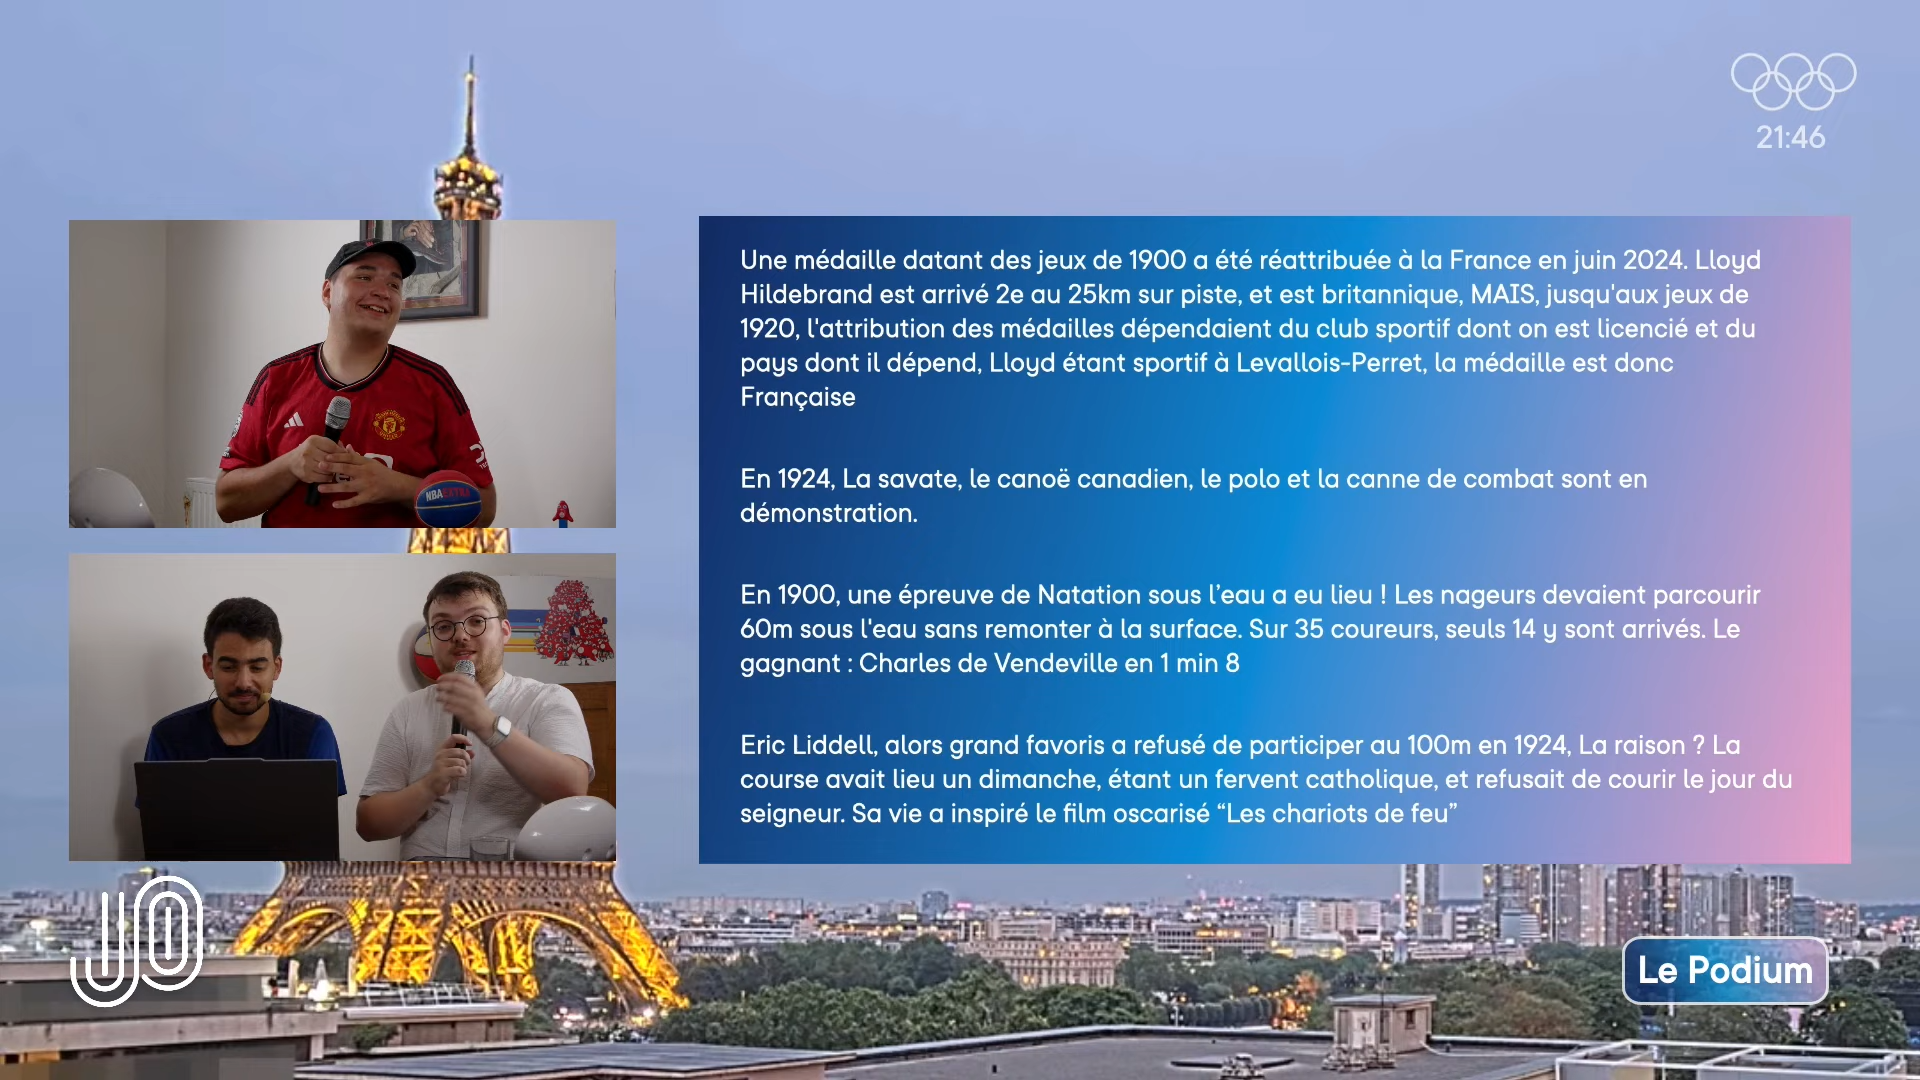 21:46
Une médaille datant des jeux de 1900 a été réattribuée à la France en juin 2024. Lloyd
Hildebrand est arrivé 2e au 25km sur piste, et est britannique, MAIS, jusqu'aux jeux de
1920, l'attribution des médailles dépendaient du club sportif dont on est licencié et du
pays dont il dépend, Lloyd étant sportif à Levallois-Perret, la médaille est donc
Française
En 1924, La savate, le canoë canadien, le polo et la canne de combat sont en
démonstration.
En 1900, une épreuve de Natation sous l’eau a eu lieu ! Les nageurs devaient parcourir
60m sous l'eau sans remonter à la surface. Sur 35 coureurs, seuls 14 y sont arrivés. Le
gagnant : Charles de Vendeville en 1 min 8
Eric Liddell, alors grand favoris a refusé de participer au 100m en 1924, La raison ? La
course avait lieu un dimanche, étant un fervent catholique, et refusait de courir le jour du
seigneur. Sa vie a inspiré le film oscarisé “Les chariots de feu”
NBA EXTRA
JO
Le Podium